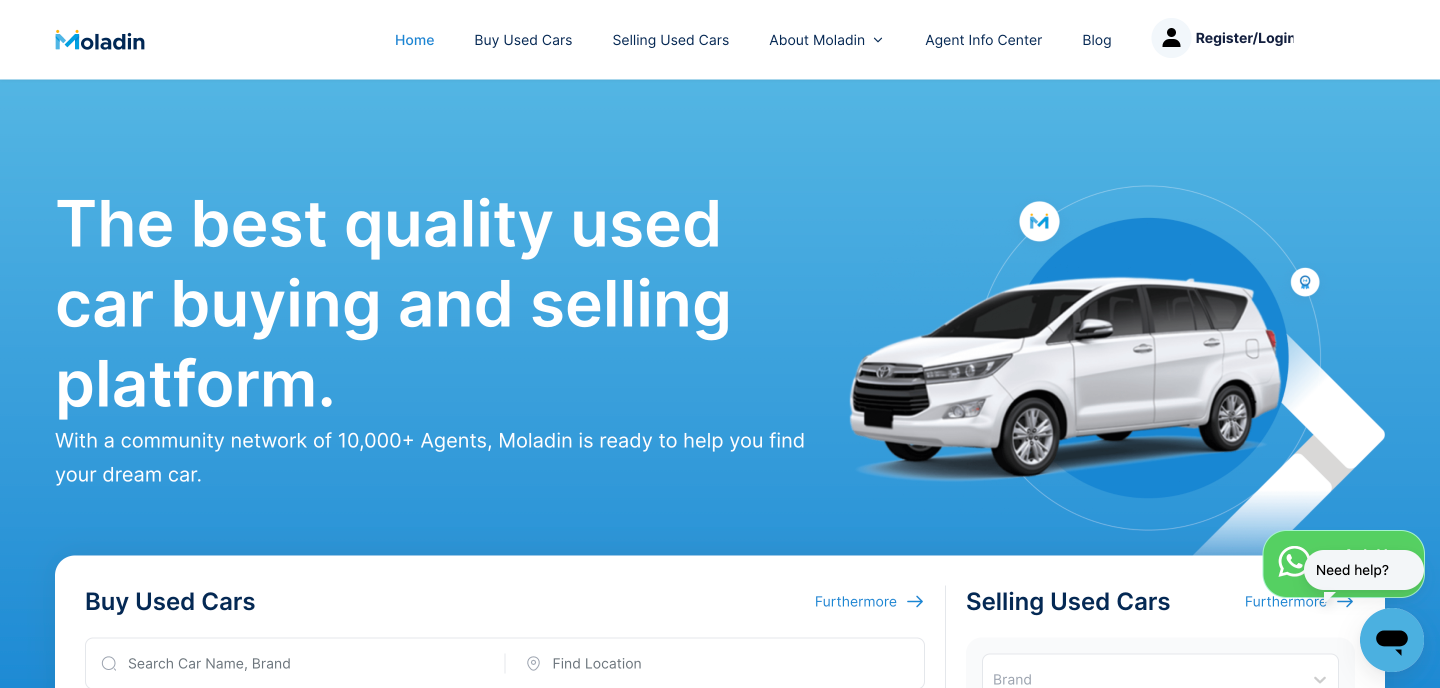 Moladin
Home
Buy Used Cars
Selling Used Cars
About Moladin
Agent Info Center
Blog
Register/Login
The best quality used
car buying and selling
platform.
With a community network of 10,000+ Agents, Moladin is ready to help you find
your dream car.
Buy Used Cars
Furthermore
Search Car Name, Brand
Find Location
Selling Used Cars
Furthermore
Brand
Need help?